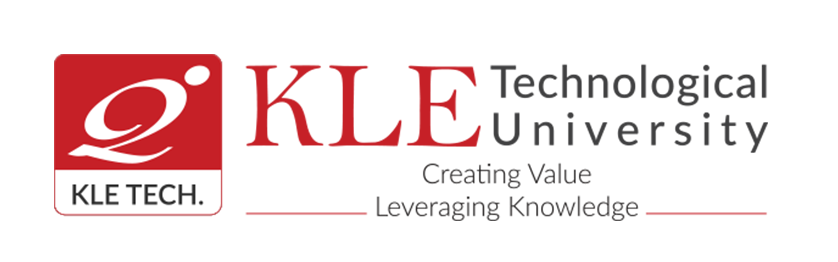 KLE TECH.
KLE Technological
University
Creating Value
Leveraging Knowledge